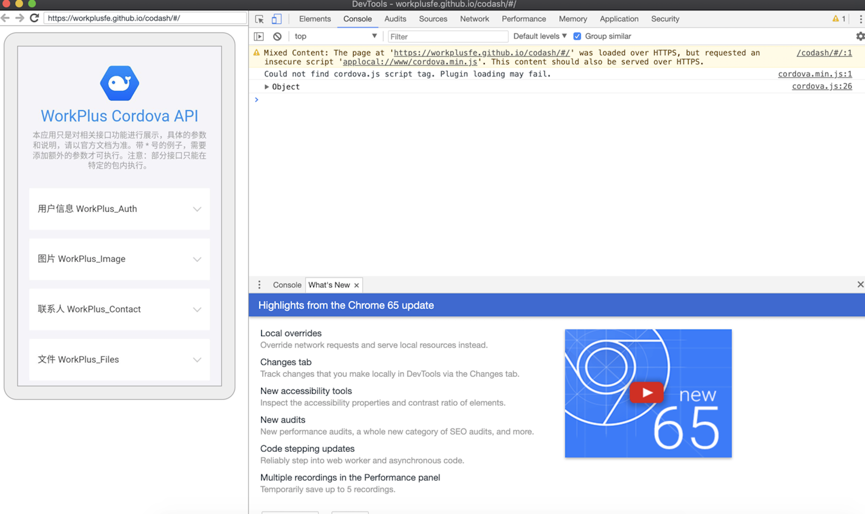 DevTools - workplusfe.github.io/codash/#/
https://workplusfe.github.io/codash/#/
Elements Console Audits Sources Network Performance Memory Application Security 1
top Filter Default levels Group similar
Mixed Content: The page at 'https://workplusfe.github.io/codash/#/' was loaded over HTTPS, but requested an /codash/#/:1
insecure script 'applocal://www/cordova.min.js'. This content should also be served over HTTPS.
Could not find cordova.js script tag. Plugin loading may fail. cordova.min.js:1
Object cordova.js:26
WorkPlus Cordova API
本应用只是对相关接口功能进行展示，具体的参数
和说明，请以官方文档为准。带 * 号的例子，需要
添加额外的参数才可执行。注意：部分接口只能在
特定的包内执行。
用户信息 WorkPlus_Auth
图片 WorkPlus_Image
联系人 WorkPlus_Contact
文件 WorkPlus_Files
Console What's New
Highlights from the Chrome 65 update
Local overrides
Override network requests and serve local resources instead.
Changes tab
Track changes that you make locally in DevTools via the Changes tab.
New accessibility tools
Inspect the accessibility properties and contrast ratio of elements.
New audits
New performance audits, a whole new category of SEO audits, and more.
Code stepping updates
Reliably step into web worker and asynchronous code.
Multiple recordings in the Performance panel
Temporarily save up to 5 recordings.
new
65